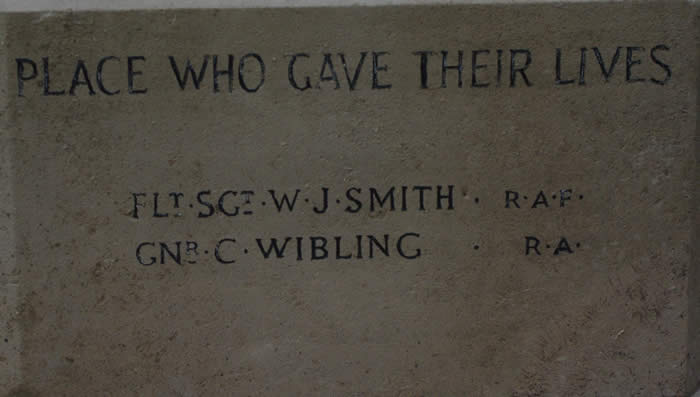 PLACE WHO GAVE THEIR LIVES
FLT·SGT·W·J·SMITH · R·A·F·
GNR·C·WIBLING · R·A·